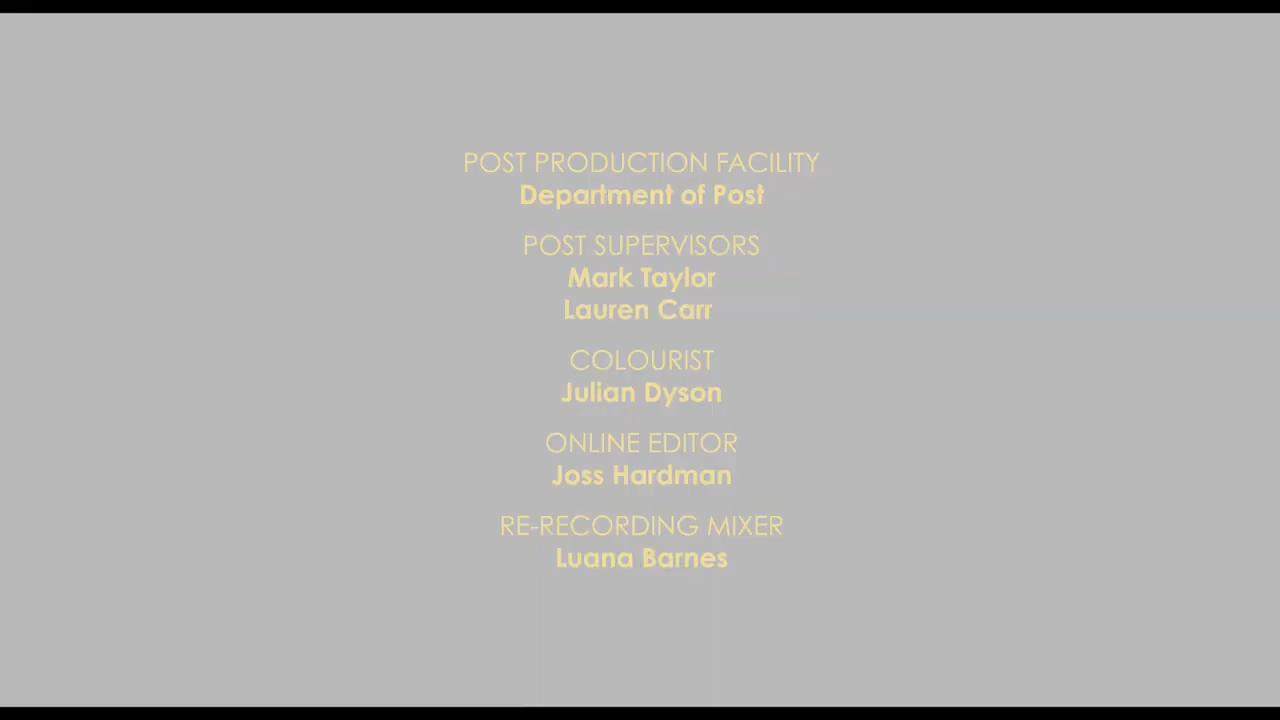 POST PRODUCTION FACILITY
Department of Post
POST SUPERVISORS
Mark Taylor
Lauren Carr
COLOURIST
Julian Dyson
ONLINE EDITOR
Joss Hardman
RE-RECORDING MIXER
Luana Barnes